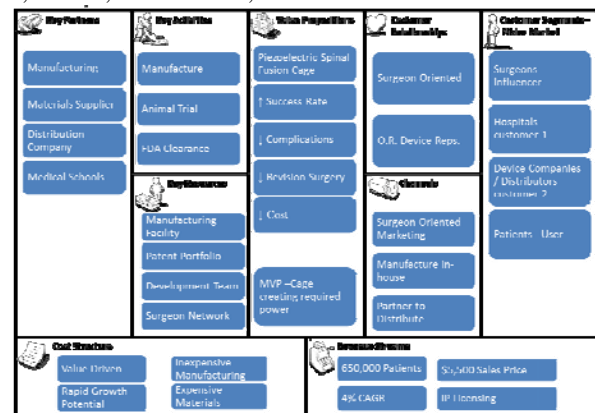 Key Partners
Manufacturing
Materials Supplier
Distribution
Company
Medical Schools
Key Activities
Manufacture
Animal Trial
FDA Clearance
Key Resources
Manufacturing
Facility
Patent Portfolio
Development Team
Surgeon Network
Value Propositions
Piezoelectric Spinal
Fusion Cage
↑ Success Rate
↓ Complications
↓ Revision Surgery
↓ Cost
MVP –Cage
creating required
power
Customer
Relationships
Surgeon Oriented
O.R. Device Reps.
Channels
Surgeon Oriented
Marketing
Manufacture In-
house
Partner to
Distribute
Customer Segments –
Market
Surgeons
Influencer
Hospitals
customer 1
Device Companies
/ Distributors
customer 2
Patients - User
Cost Structure
Value Driven
Inexpensive
Manufacturing
Rapid Growth
Potential
Expensive
Materials
Revenue Streams
650,000 Patients
$5,500 Sales Price
4% CAGR
IP Licensing